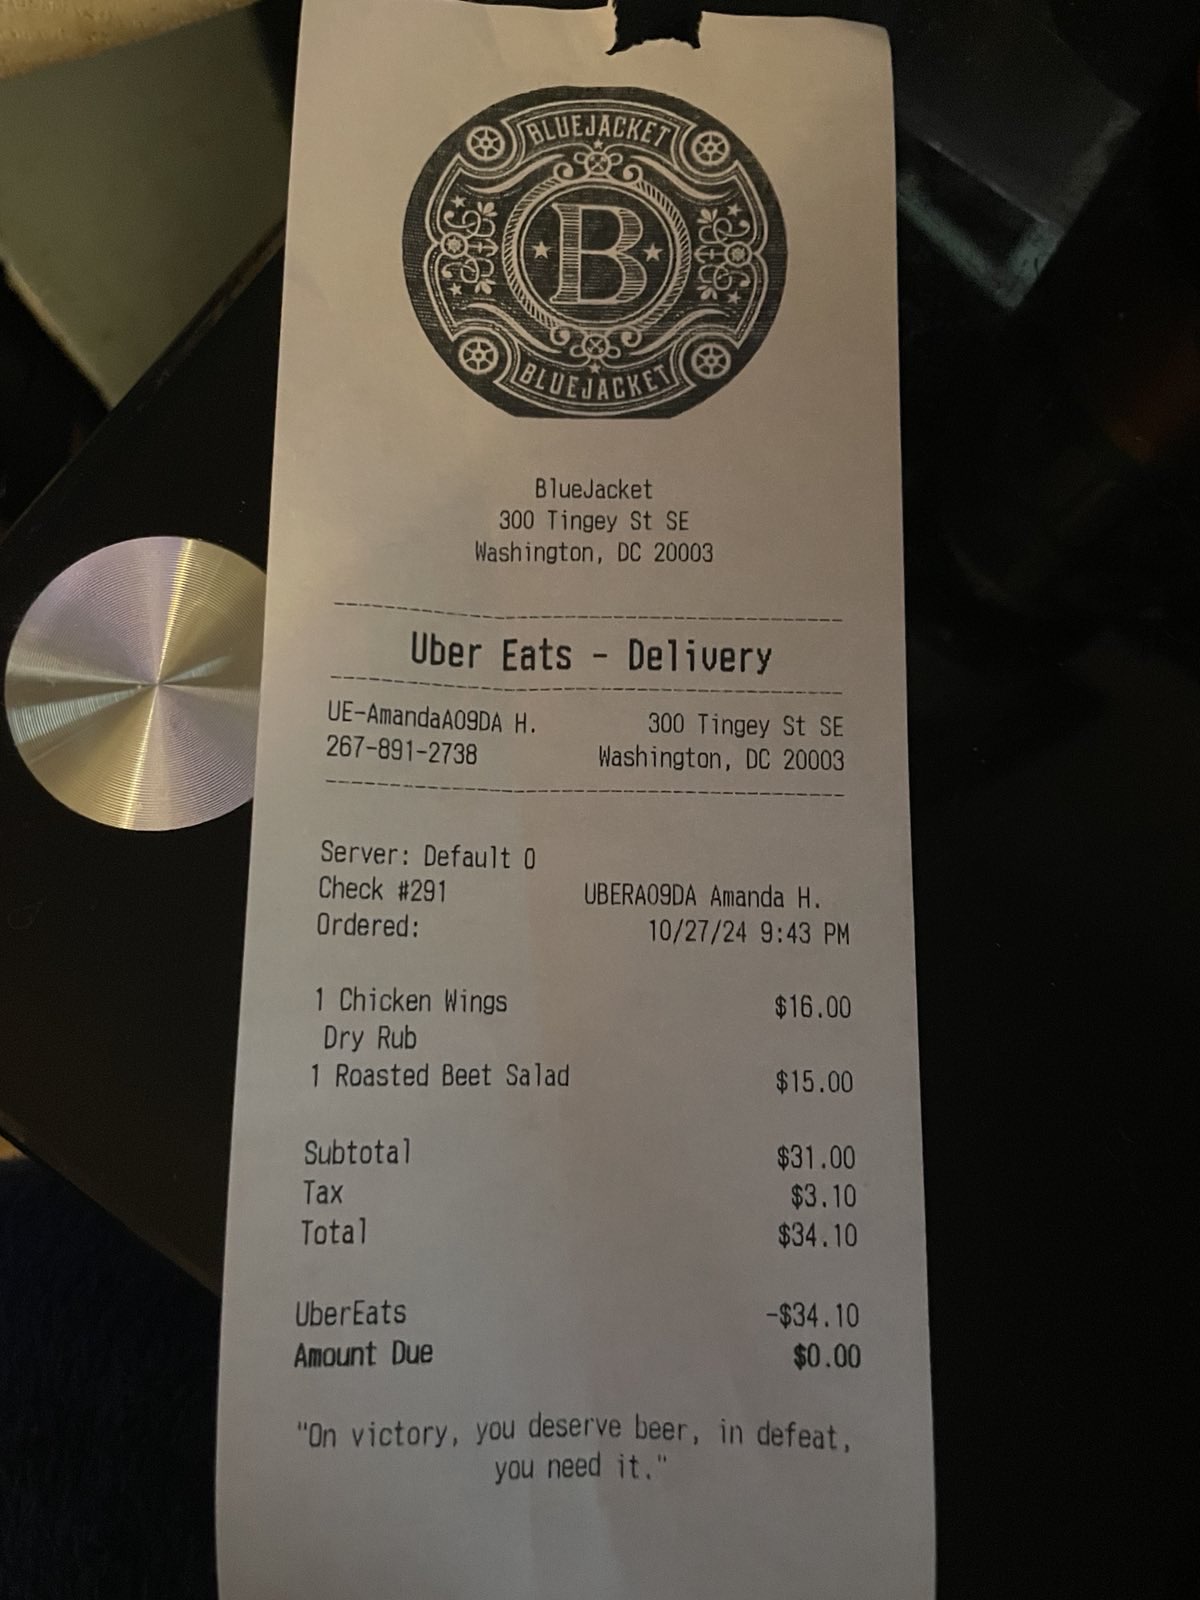 BLUEJACKET
B
BLUEJACKET
BlueJacket
300 Tingey St SE
Washington, DC 20003
Uber Eats - Delivery
UE-AmandaA09DA H. 300 Tingey St SE
267-891-2738 Washington, DC 20003
Server: Default 0
Check #291 UBERA09DA Amanda H.
Ordered: 10/27/24 9:43 PM
1 Chicken Wings $16.00
Dry Rub
1 Roasted Beet Salad $15.00
Subtotal $31.00
Tax $3.10
Total $34.10
UberEats -$34.10
Amount Due $0.00
"On victory, you deserve beer, in defeat,
you need it."